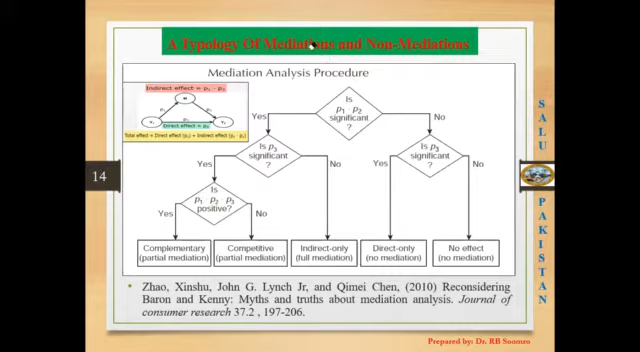 A Typology Of Mediations and Non-Mediations
Mediation Analysis Procedure
Indirect effect = p₁ · p₂
M
p₁
p₂
p₃
Y₁
Y₂
Direct effect = p₃
Total effect = Direct effect (p₃) + Indirect effect (p₁ · p₂)
Is
p₁ · p₂
significant
?
Yes
No
Is p₃
significant
?
Is p₃
significant
?
Yes
No
Yes
No
Is
p₁ p₂ p₃
positive?
Yes
No
Complementary
(partial mediation)
Competitive
(partial mediation)
Indirect-only
(full mediation)
Direct-only
(no mediation)
No effect
(no mediation)
14
S
A
L
U
P
A
K
I
S
T
A
N
• Zhao, Xinshu, John G. Lynch Jr, and Qimei Chen, (2010) Reconsidering
Baron and Kenny: Myths and truths about mediation analysis. Journal of
consumer research 37.2 , 197-206.
Prepared by: Dr. RB Soomro